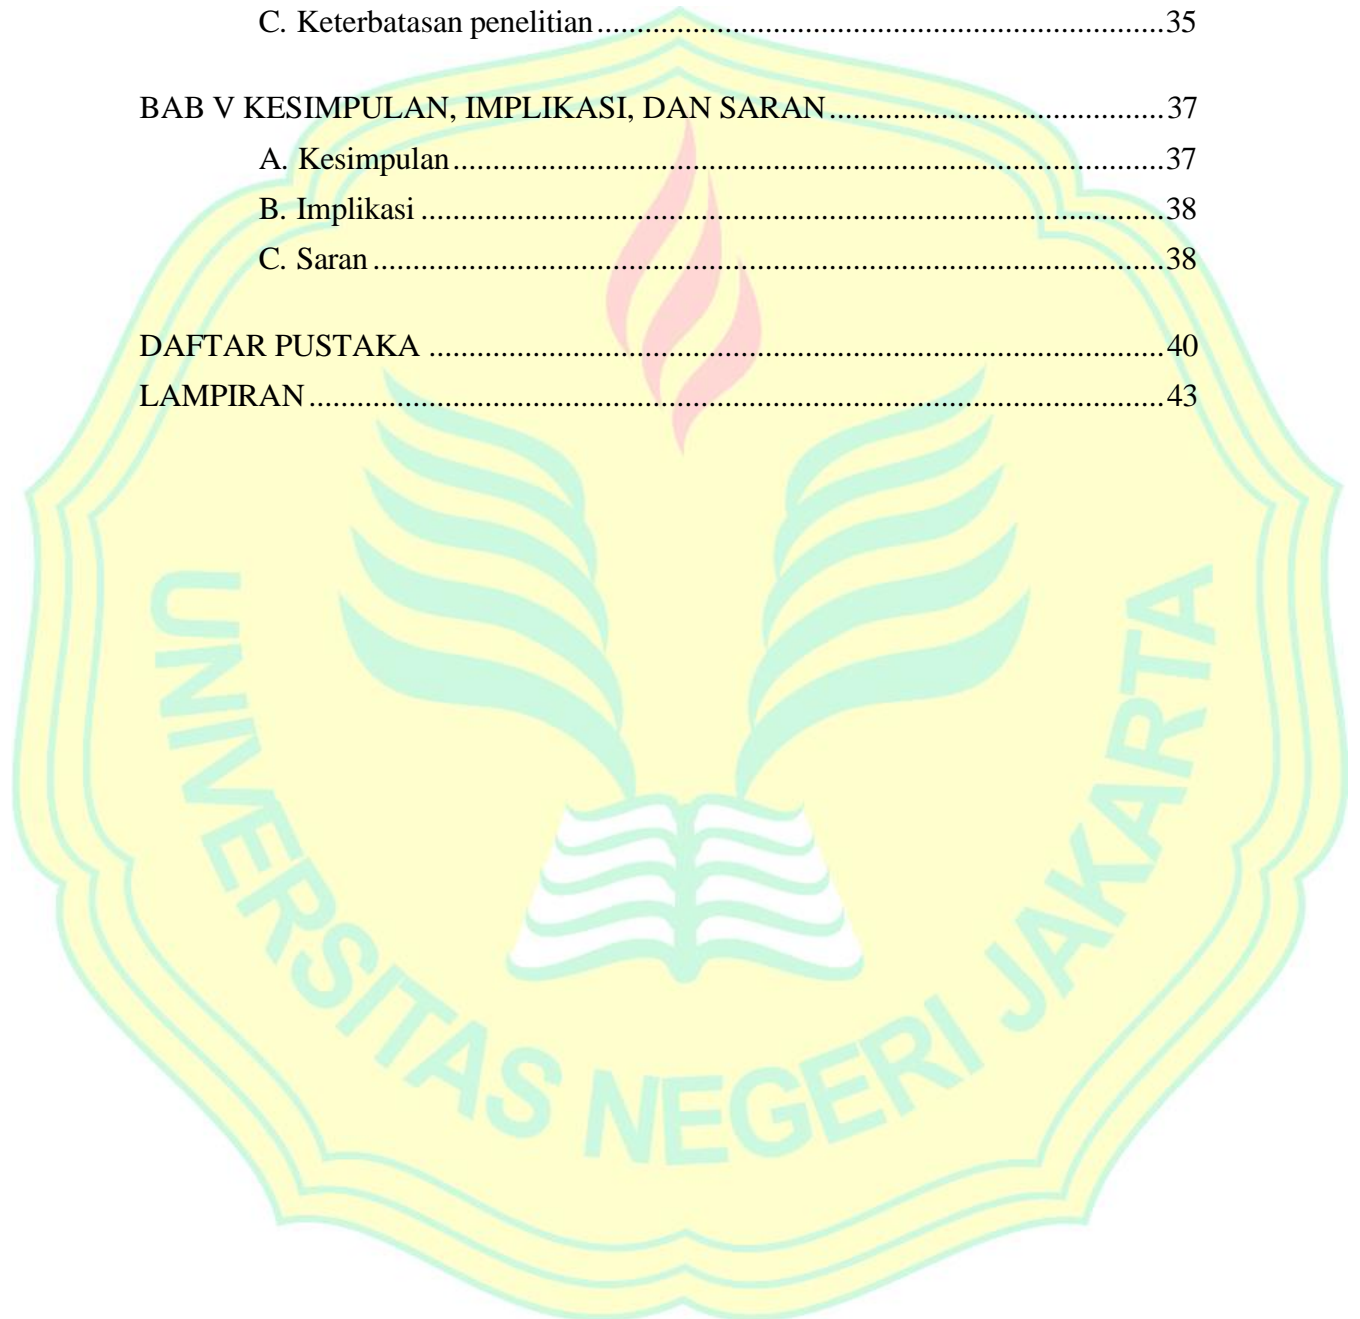 C. Keterbatasan penelitian....................................................................35
BAB V KESIMPULAN, IMPLIKASI, DAN SARAN........................................37
A. Kesimpulan.......................................................................................37
B. Implikasi ...........................................................................................38
C. Saran .................................................................................................38
DAFTAR PUSTAKA ..........................................................................................40
LAMPIRAN.........................................................................................................43
UNIVERSITAS NEGERI JAKARTA